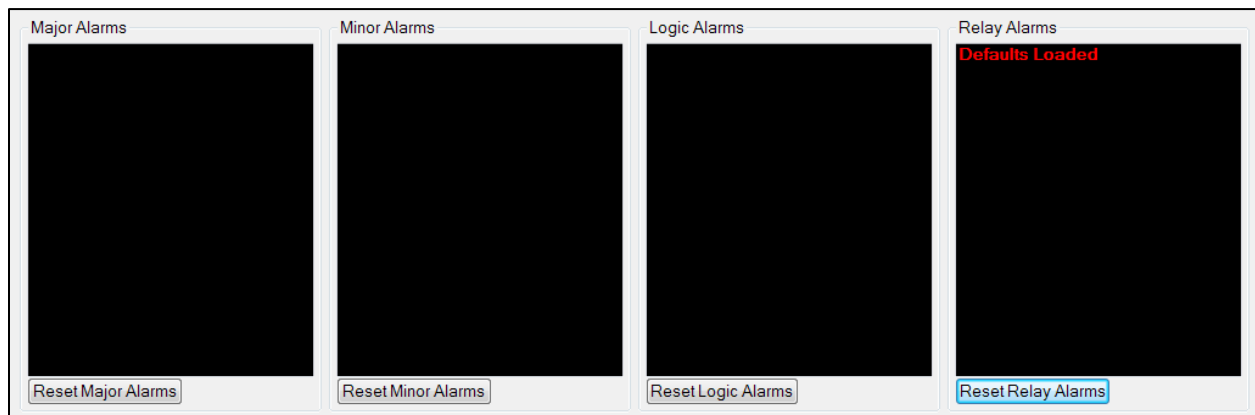 Major Alarms
Minor Alarms
Logic Alarms
Relay Alarms
Defaults Loaded
Reset Major Alarms
Reset Minor Alarms
Reset Logic Alarms
Reset Relay Alarms